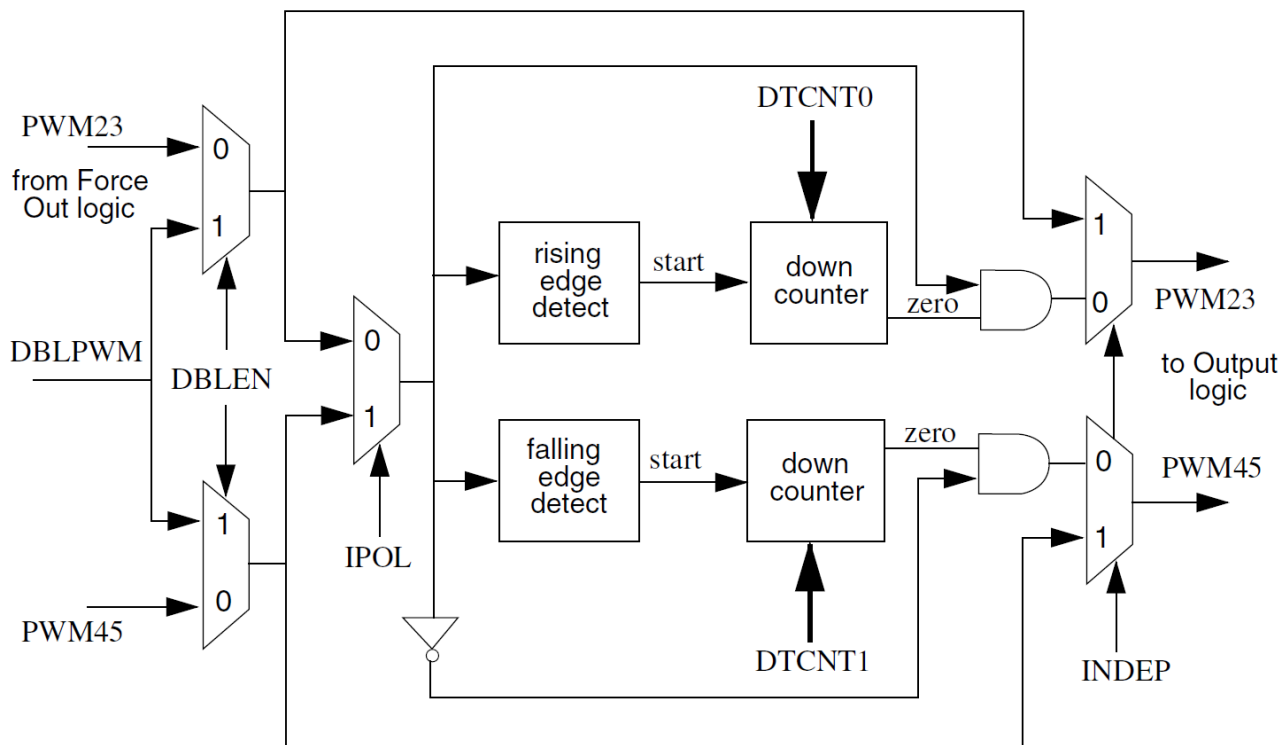 DTCNT0
PWM23
0
from Force
Out logic
1
rising
edge
detect
start
down
counter
zero
1
0
PWM23
DBLPWM
DBLEN
0
1
to Output
logic
falling
edge
detect
start
down
counter
zero
0
1
PWM45
1
0
PWM45
IPOL
DTCNT1
INDEP